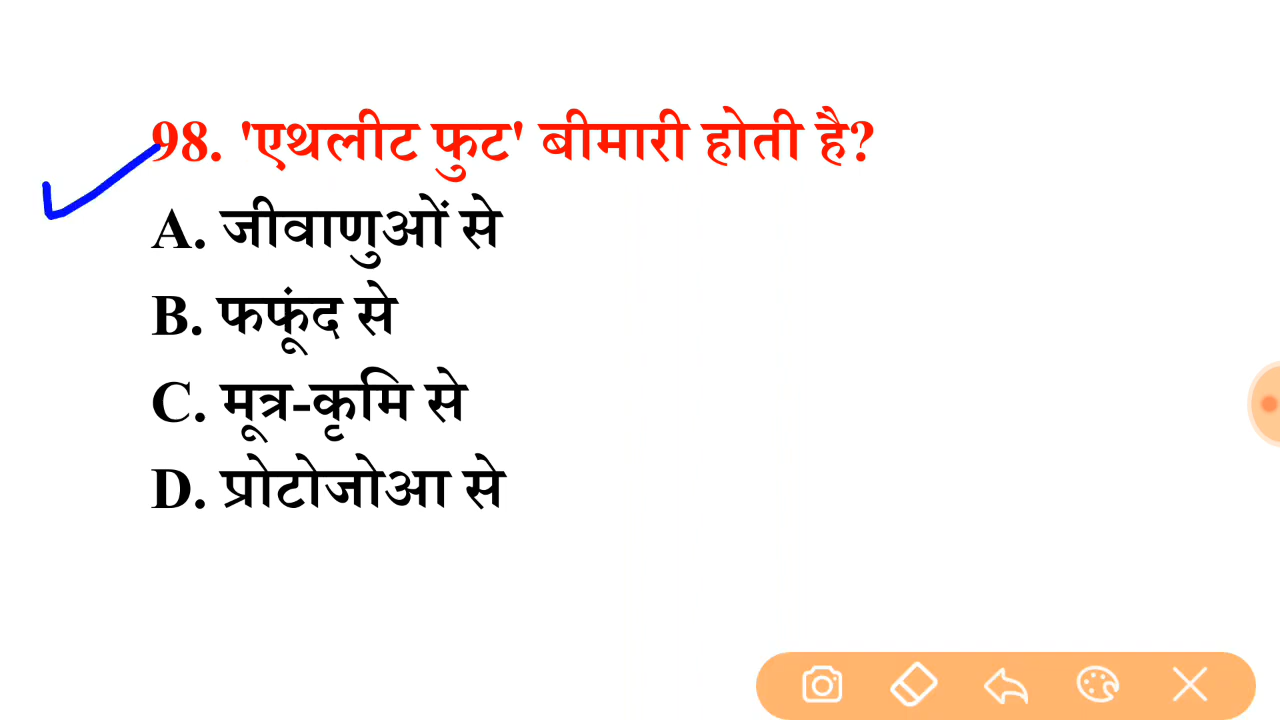 98. 'एथलीट फुट' बीमारी होती है?
A. जीवाणुओं से
B. फफूंद से
C. मूत्र-कृमि से
D. प्रोटोजोआ से